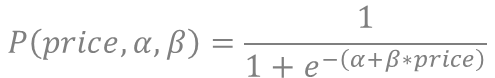 P(price, α, β) = 1 / (1 + e^{-(α+β*price)})